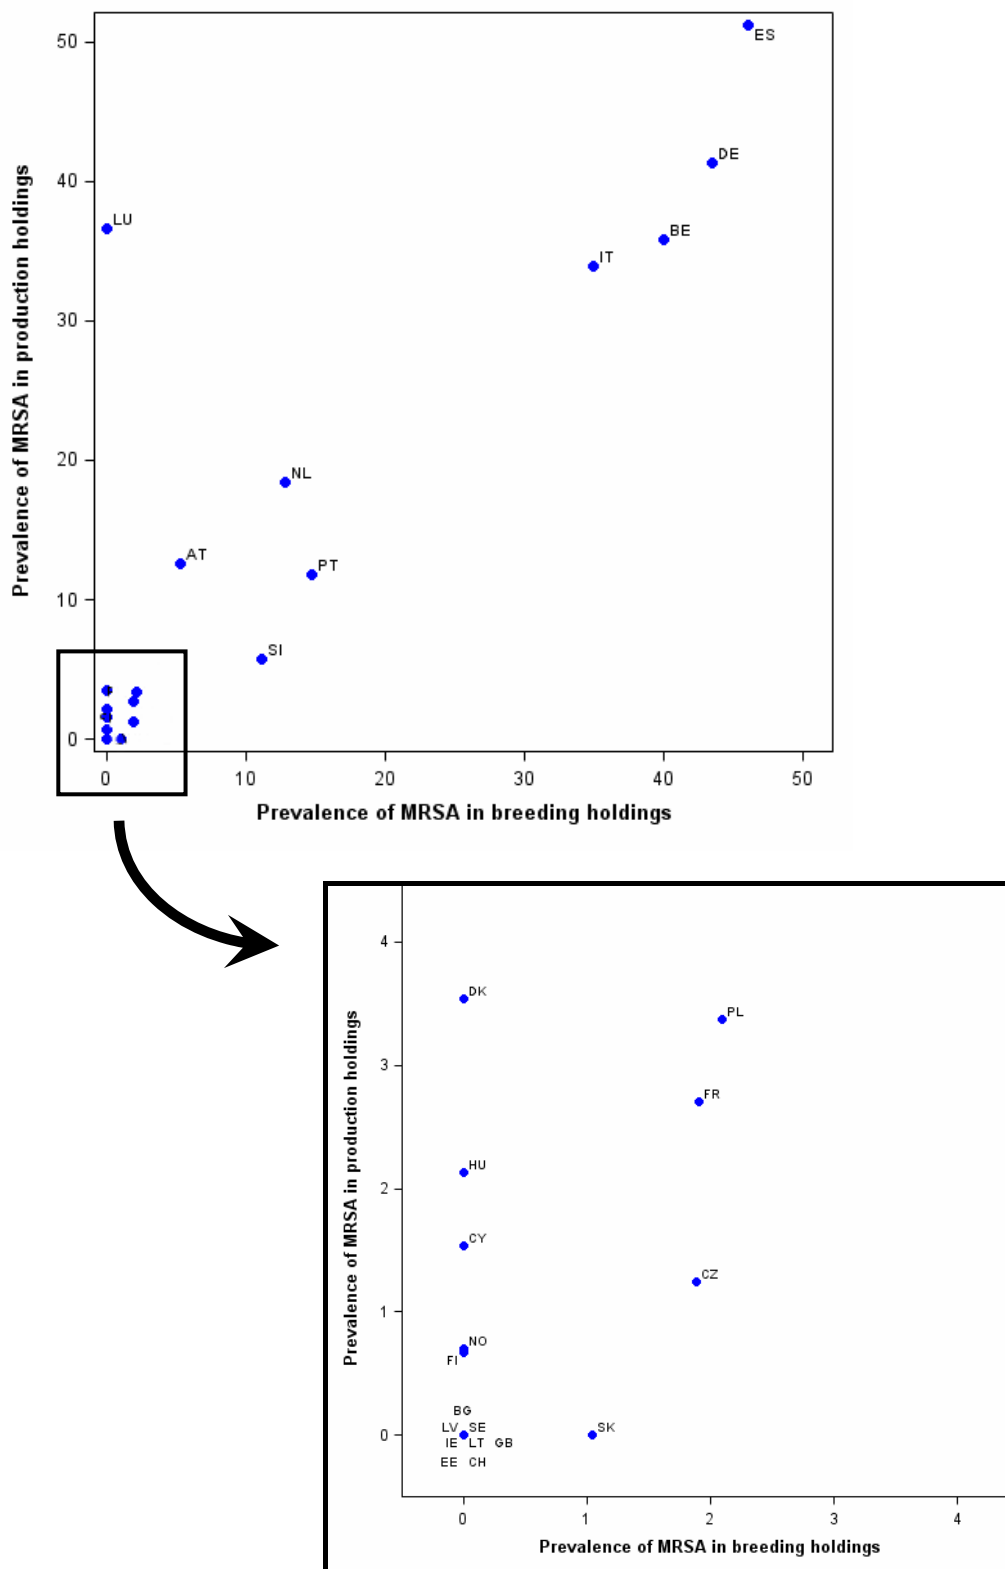 50
ES
DE
40
LU
BE
IT
30
20
NL
AT
PT
10
SI
0
0 10 20 30 40 50
Prevalence of MRSA in production holdings
Prevalence of MRSA in breeding holdings
4
DK
PL
3
FR
HU
2
CY
CZ
1
NO
FI
BG
LV SE
0
SK
IE LT GB
EE CH
0 1 2 3 4
Prevalence of MRSA in production holdings
Prevalence of MRSA in breeding holdings